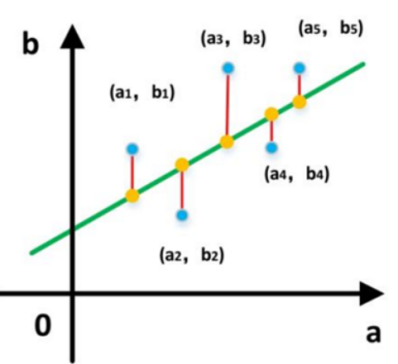 b
(a3, b3)
(a5, b5)
(a1, b1)
(a4, b4)
(a2, b2)
0
a